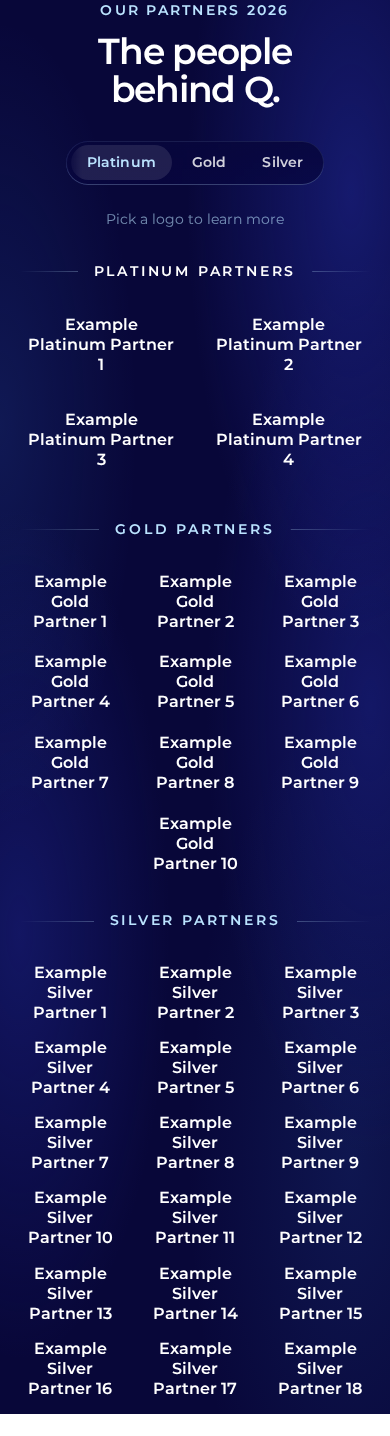 OUR PARTNERS 2026
The people
behind Q.
Platinum Gold Silver
Pick a logo to learn more
PLATINUM PARTNERS
Example
Platinum Partner
1
Example
Platinum Partner
2
Example
Platinum Partner
3
Example
Platinum Partner
4
GOLD PARTNERS
Example
Gold
Partner 1
Example
Gold
Partner 2
Example
Gold
Partner 3
Example
Gold
Partner 4
Example
Gold
Partner 5
Example
Gold
Partner 6
Example
Gold
Partner 7
Example
Gold
Partner 8
Example
Gold
Partner 9
Example
Gold
Partner 10
SILVER PARTNERS
Example
Silver
Partner 1
Example
Silver
Partner 2
Example
Silver
Partner 3
Example
Silver
Partner 4
Example
Silver
Partner 5
Example
Silver
Partner 6
Example
Silver
Partner 7
Example
Silver
Partner 8
Example
Silver
Partner 9
Example
Silver
Partner 10
Example
Silver
Partner 11
Example
Silver
Partner 12
Example
Silver
Partner 13
Example
Silver
Partner 14
Example
Silver
Partner 15
Example
Silver
Partner 16
Example
Silver
Partner 17
Example
Silver
Partner 18